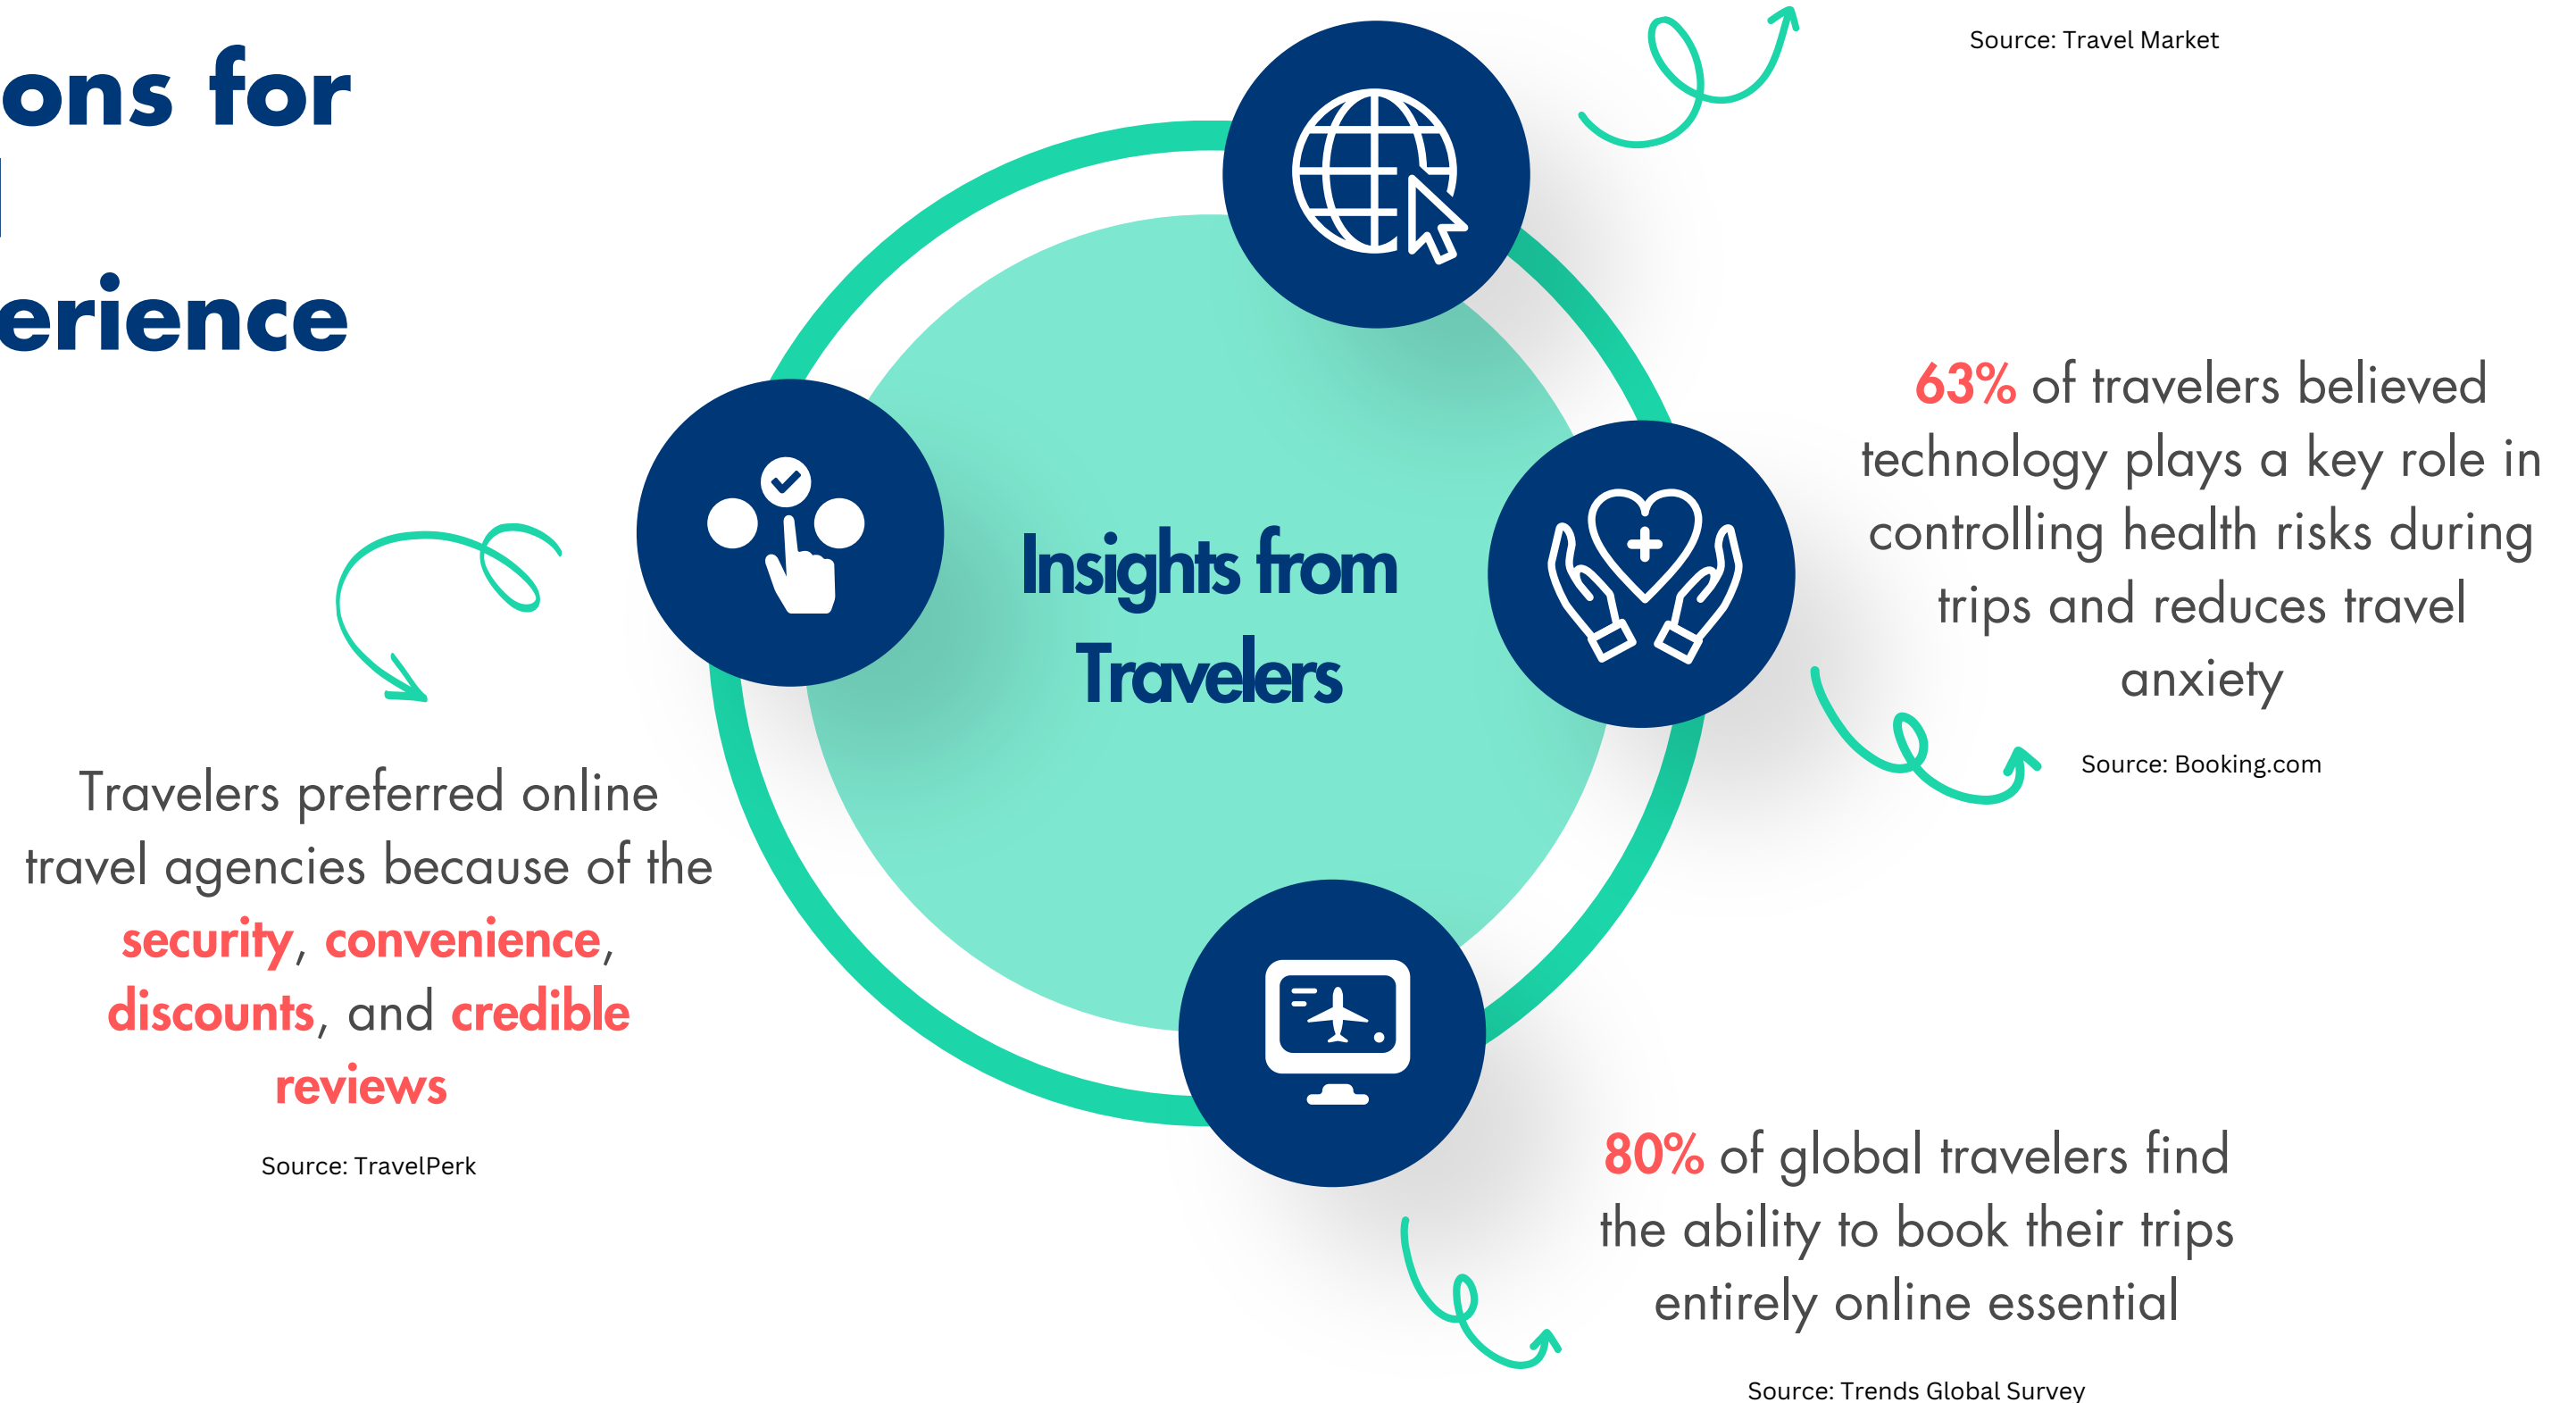 ons for
erience
Source: Travel Market
63% of travelers believed
technology plays a key role in
controlling health risks during
trips and reduces travel
anxiety
Source: Booking.com
Insights from
Travelers
Travelers preferred online
travel agencies because of the
security, convenience,
discounts, and credible
reviews
Source: TravelPerk
80% of global travelers find
the ability to book their trips
entirely online essential
Source: Trends Global Survey